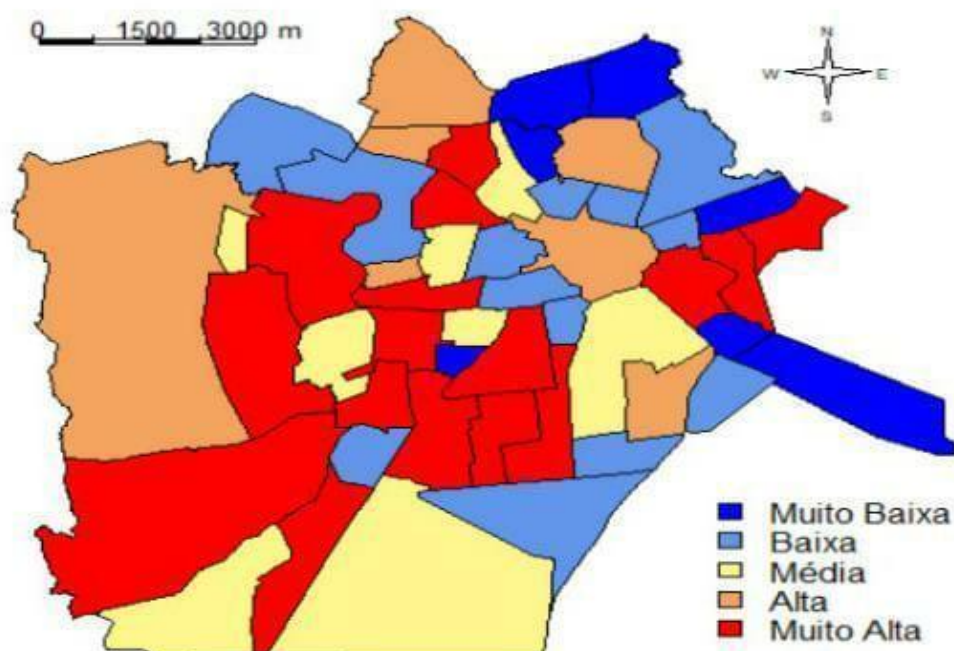 0 1500 3000 m
N
W E
S
Muito Baixa
Baixa
Média
Alta
Muito Alta